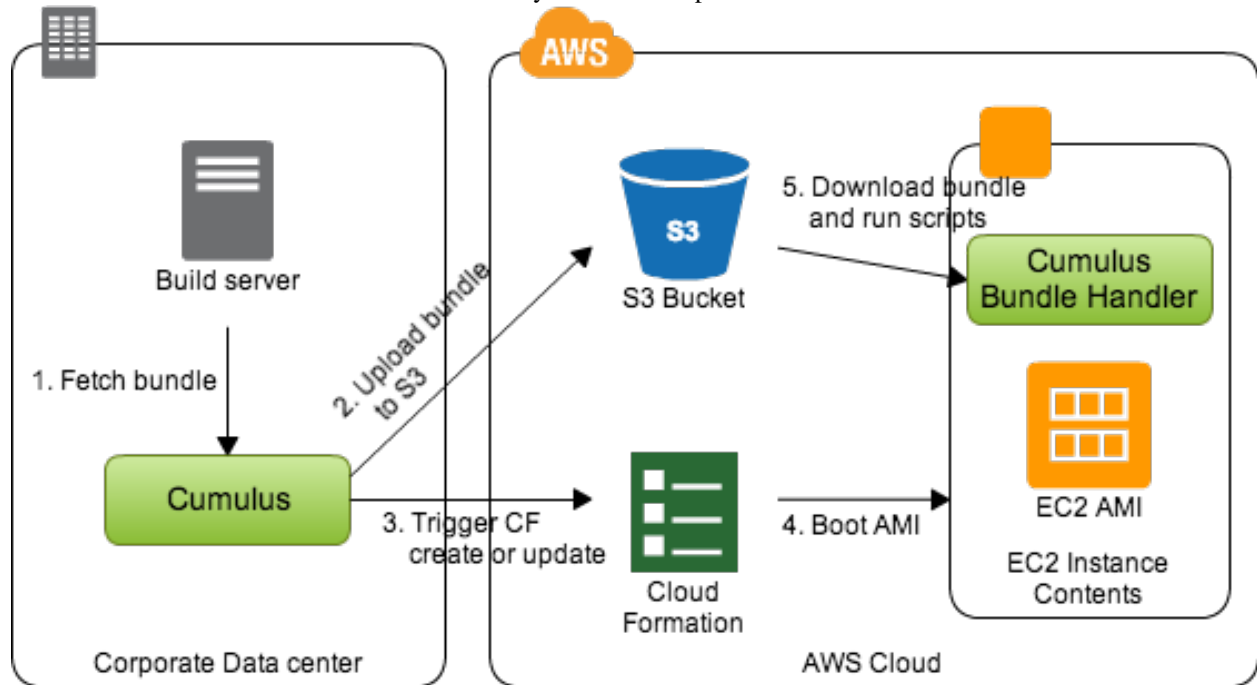 AWS
Build server
1. Fetch bundle
Cumulus
2. Upload bundle
to S3
3. Trigger CF
create or update
S3
S3 Bucket
Cloud
Formation
4. Boot AMI
5. Download bundle
and run scripts
Cumulus
Bundle Handler
EC2 AMI
EC2 Instance
Contents
Corporate Data center
AWS Cloud